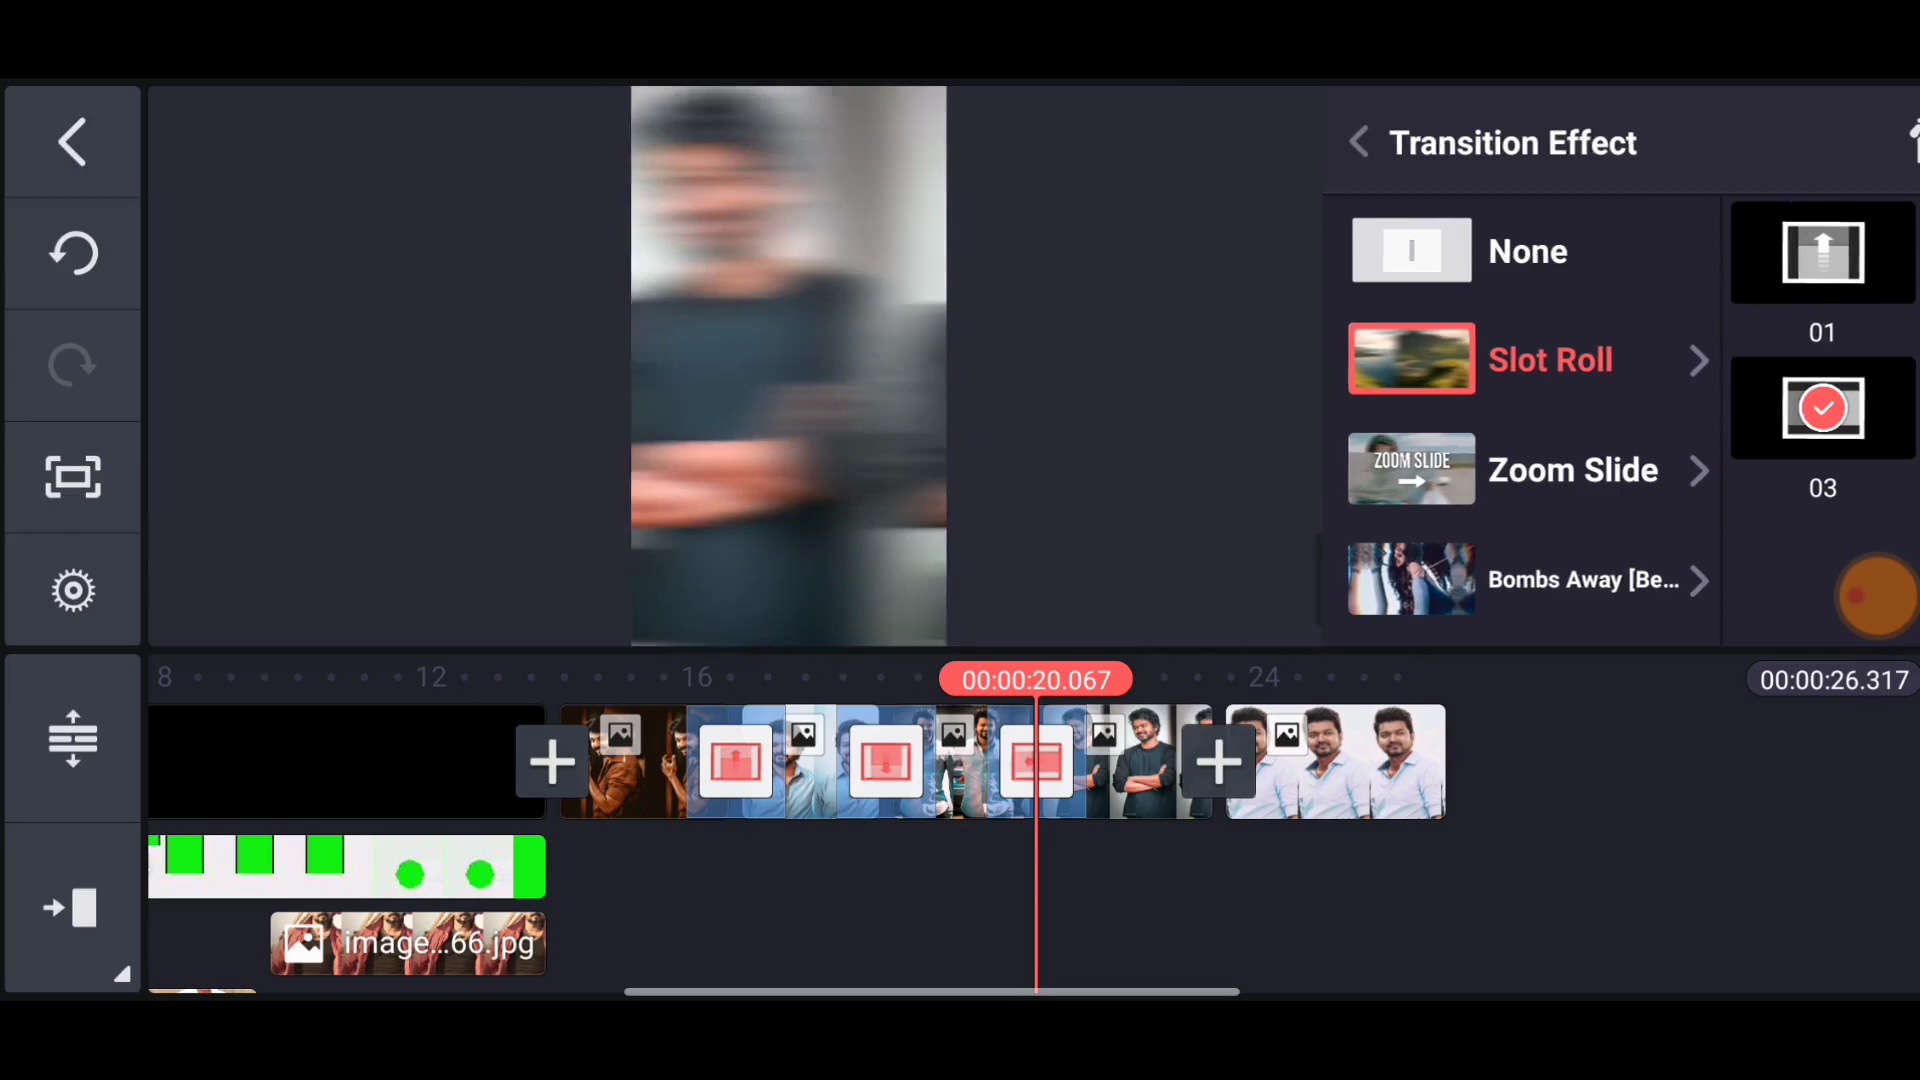 Transition Effect
None
01
Slot Roll
ZOOM SLIDE
Zoom Slide
03
Bombs Away [Be...
8
12
16
00:00:20.067
24
00:00:26.317
image...66.jpg